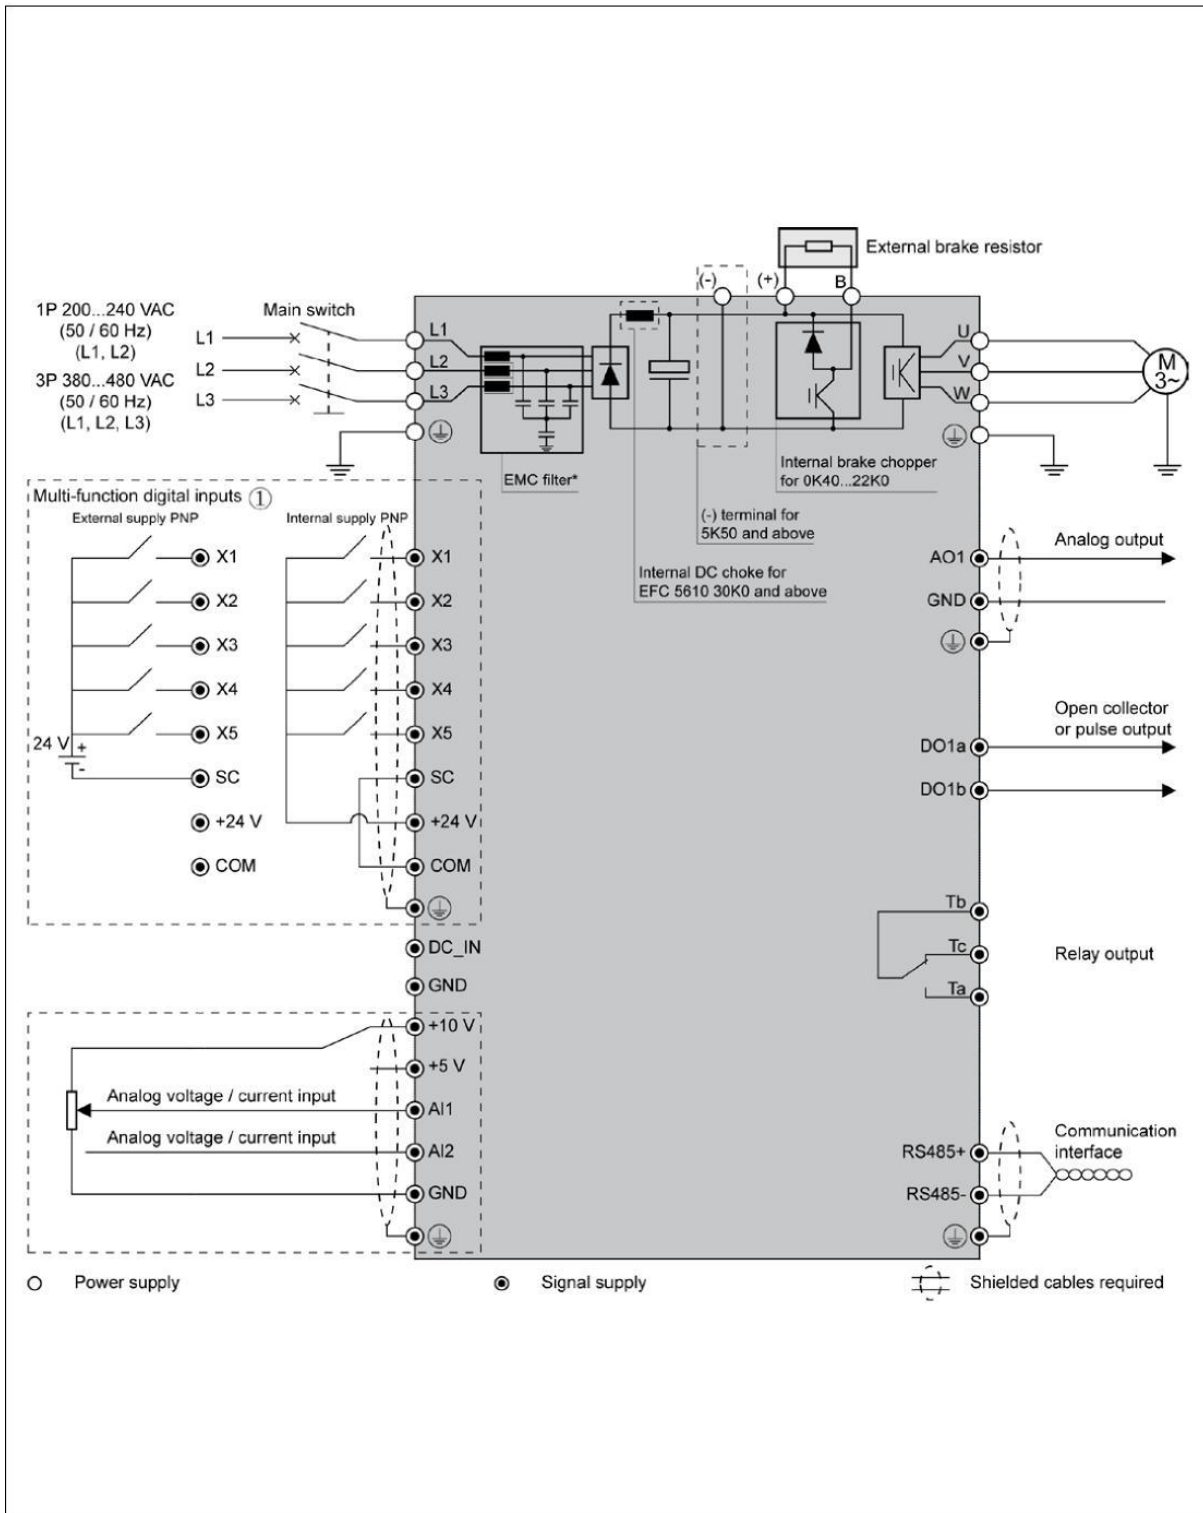 External brake resistor
(-)
(+)
B
1P 200...240 VAC
(50 / 60 Hz)
(L1, L2)
3P 380...480 VAC
(50 / 60 Hz)
(L1, L2, L3)
Main switch
L1
L2
L3
L1
L2
L3
U
V
W
M
3~
EMC filter*
Internal brake chopper
for 0K40...22K0
(-) terminal for
5K50 and above
Internal DC choke for
EFC 5610 30K0 and above
Multi-function digital inputs ①
External supply PNP
Internal supply PNP
X1
X2
X3
X4
X5
24 V
+
-
SC
+24 V
COM
X1
X2
X3
X4
X5
SC
+24 V
COM
DC_IN
GND
+10 V
+5 V
Analog voltage / current input
AI1
Analog voltage / current input
AI2
GND
AO1
Analog output
GND
Open collector
or pulse output
DO1a
DO1b
Tb
Tc
Relay output
Ta
Communication
interface
RS485+
RS485-
Power supply
Signal supply
Shielded cables required